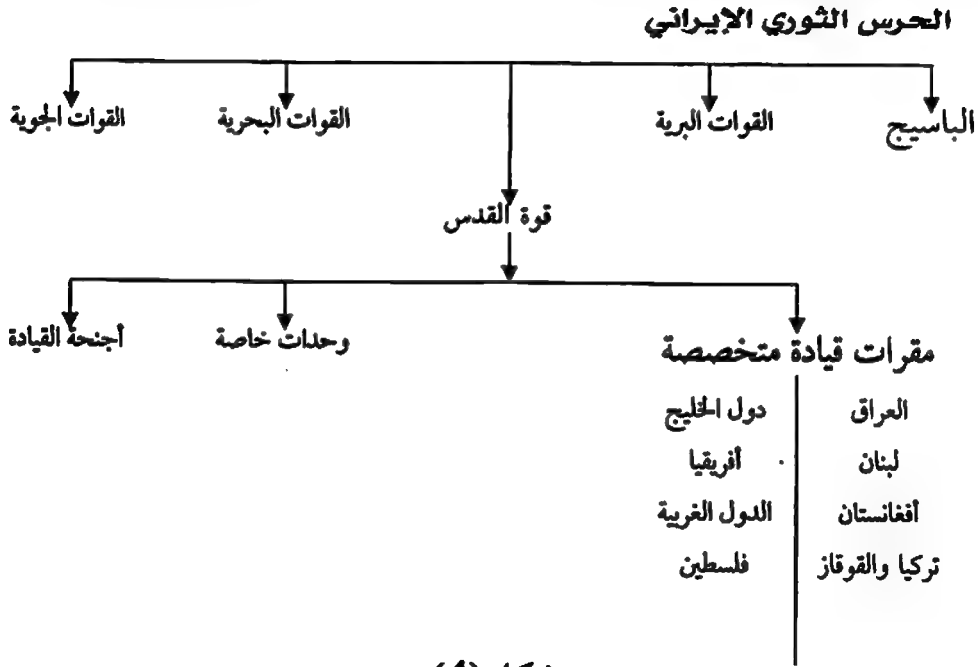 الحرس الثوري الإيراني
الباسيج
القوات البرية
القوات البحرية
القوات الجوية
قوة القدس
مقرات قيادة متخصصة
وحدات خاصة
أجنحة القيادة
العراق
دول الخليج
لبنان
أفريقيا
أفغانستان
الدول الغربية
تركيا والقوقاز
فلسطين